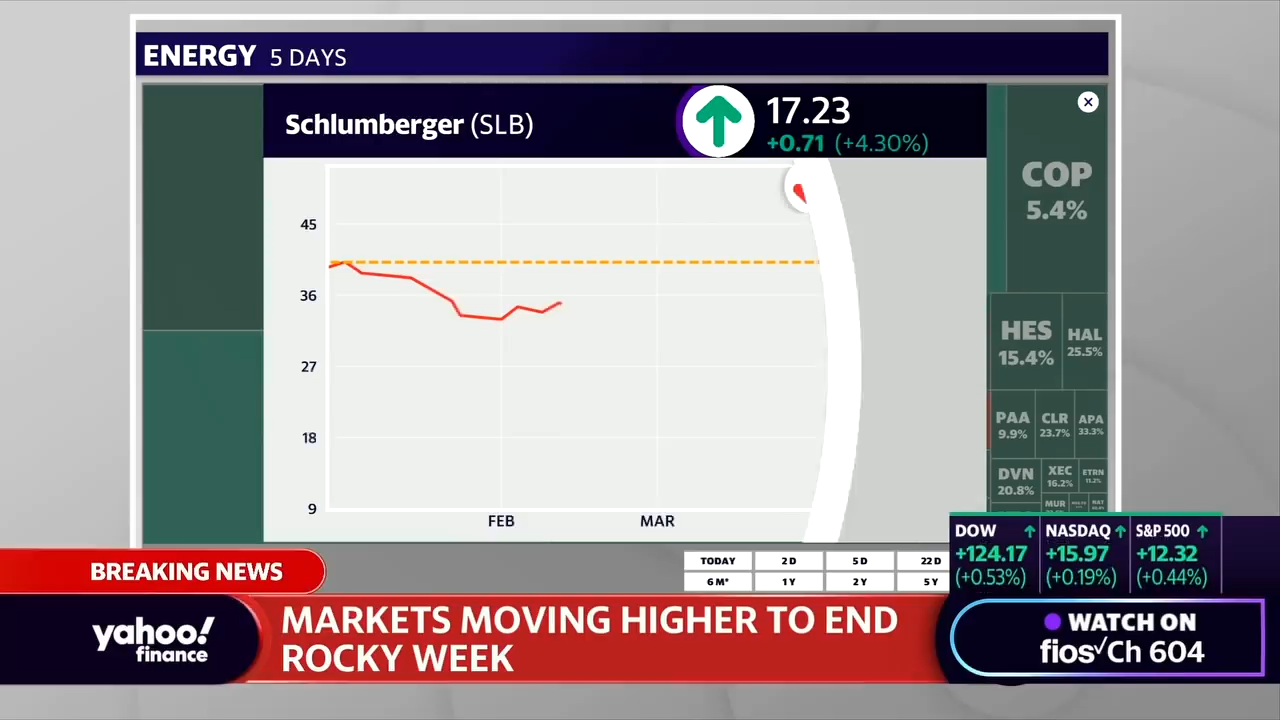 ENERGY 5 DAYS
Schlumberger (SLB)
17.23
+0.71 (+4.30%)
45
36
27
18
9
FEB
MAR
COP
5.4%
HES
15.4%
HAL
25.5%
PAA
9.9%
CLR
23.7%
APA
33.3%
DVN
20.8%
XEC
16.2%
ETRN
11.2%
MUR
TODAY 2 D 5 D 22 D
6 M* 1 Y 2 Y 5 Y
BREAKING NEWS
yahoo!
finance
MARKETS MOVING HIGHER TO END
ROCKY WEEK
DOW
+124.17
(+0.53%)
NASDAQ
+15.97
(+0.19%)
S&P 500
+12.32
(+0.44%)
WATCH ON
fios✓Ch 604